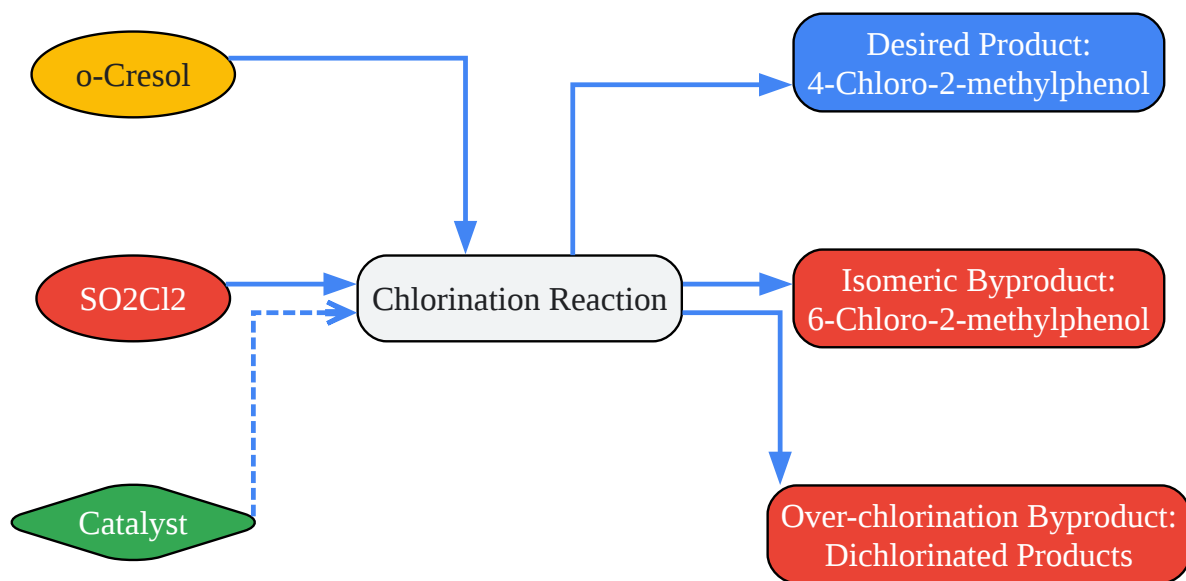 o-Cresol
Desired Product:
4-Chloro-2-methylphenol
SO2Cl2
Chlorination Reaction
Isomeric Byproduct:
6-Chloro-2-methylphenol
Catalyst
Over-chlorination Byproduct:
Dichlorinated Products